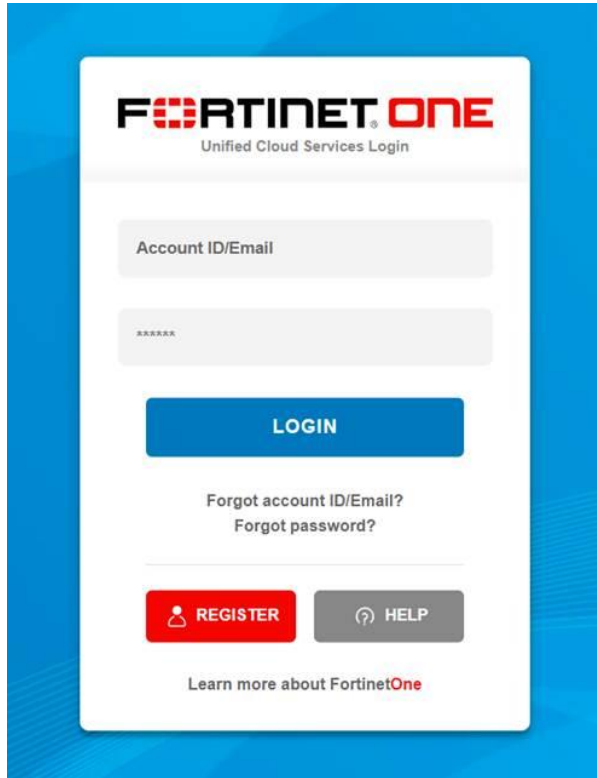 FORTINET® ONE
Unified Cloud Services Login
Account ID/Email
******
LOGIN
Forgot account ID/Email?
Forgot password?
REGISTER
? HELP
Learn more about FortinetOne